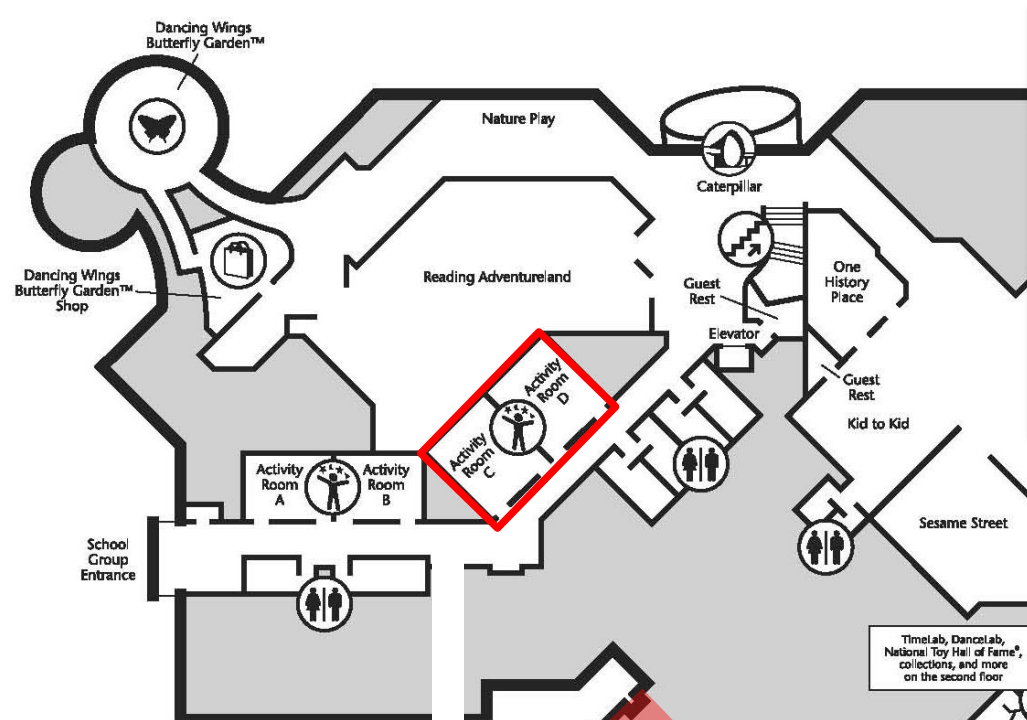 Dancing Wings
Butterfly Garden™
Nature Play
Caterpillar
Dancing Wings
Butterfly Garden™
Shop
Reading Adventureland
One
History
Place
Guest
Rest
Elevator
Guest
Rest
Kid to Kid
Activity
Room
D
Activity
Room
C
Activity
Room
A
Activity
Room
B
School
Group
Entrance
Sesame Street
TimeLab, DanceLab,
National Toy Hall of Fame®,
collections, and more
on the second floor